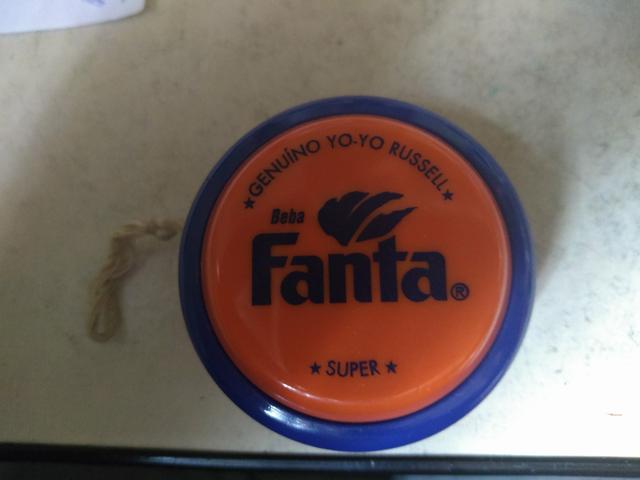 ★GENUíNO YO-YO RUSSELL★
Beba
Fanta®
★ SUPER ★